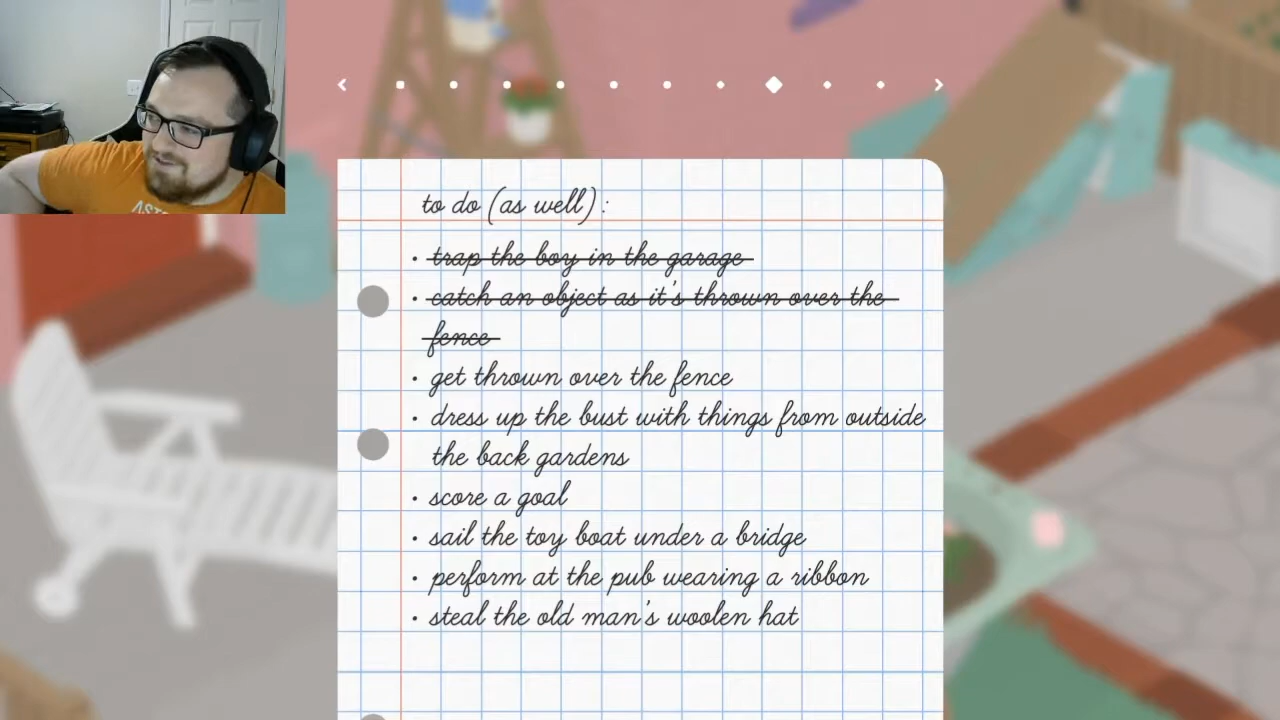 to do (as well):
• trap the boy in the garage
• catch an object as it's thrown over the
fence
• get thrown over the fence
• dress up the bust with things from outside
the back gardens
• score a goal
• sail the toy boat under a bridge
• perform at the pub wearing a ribbon
• steal the old man's woolen hat